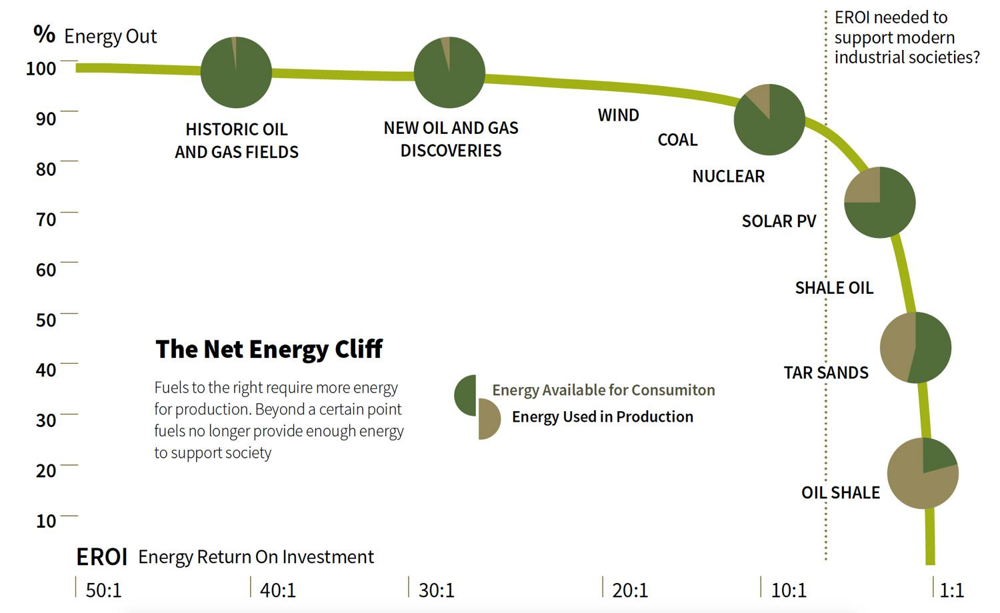 % Energy Out
EROI needed to
support modern
industrial societies?
100
90
80
70
60
50
40
30
20
10
HISTORIC OIL
AND GAS FIELDS
NEW OIL AND GAS
DISCOVERIES
WIND
COAL
NUCLEAR
SOLAR PV
SHALE OIL
TAR SANDS
OIL SHALE
The Net Energy Cliff
Fuels to the right require more energy
for production. Beyond a certain point
fuels no longer provide enough energy
to support society
Energy Available for Consumiton
Energy Used in Production
EROI Energy Return On Investment
50:1 40:1 30:1 20:1 10:1 1:1